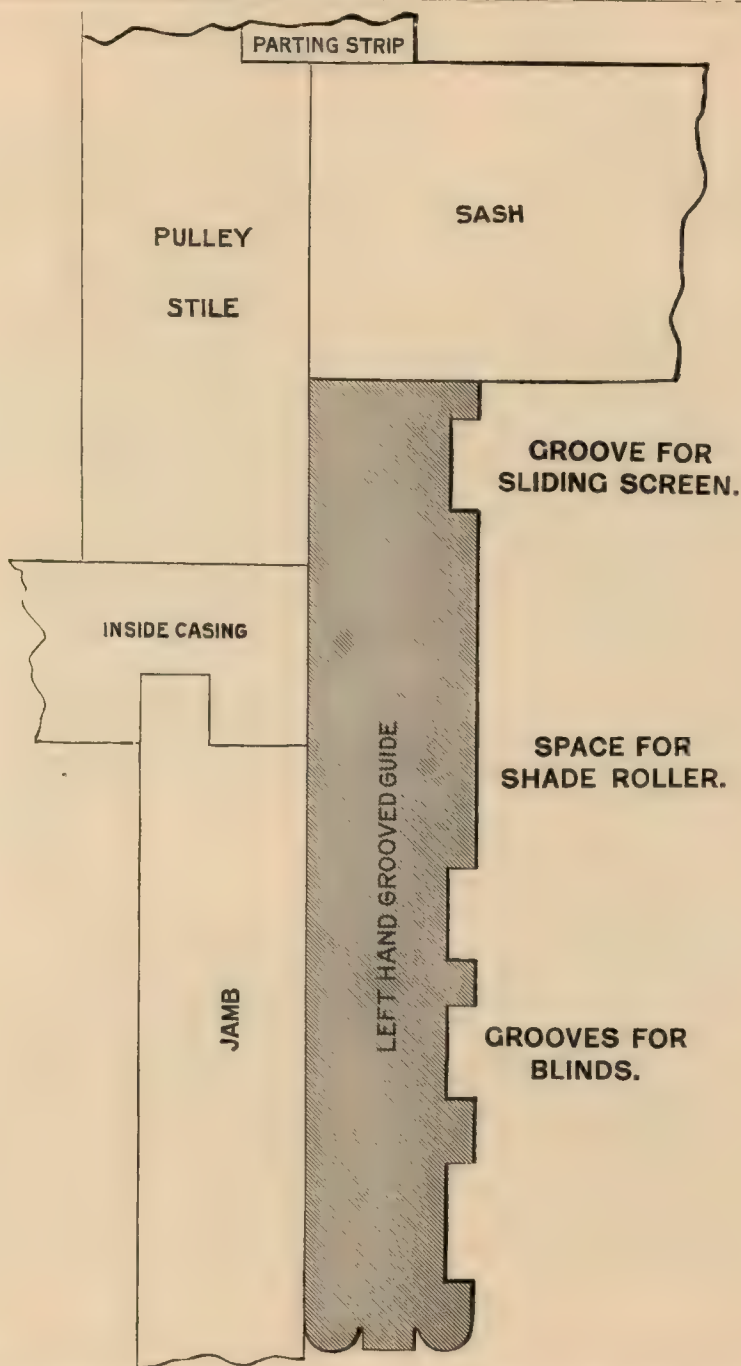 PARTING STRIP
PULLEY
STILE
SASH
GROOVE FOR
SLIDING SCREEN.
INSIDE CASING
SPACE FOR
SHADE ROLLER.
LEFT HAND GROOVED GUIDE.
JAMB
GROOVES FOR
BLINDS.